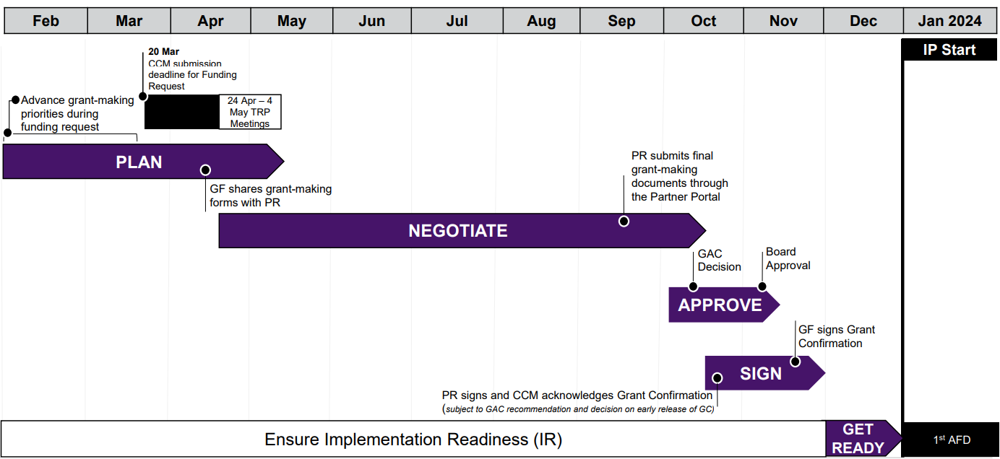 Feb Mar Apr May Jun Jul Aug Sep Oct Nov Dec Jan 2024
IP Start
20 Mar
CCM submission
deadline for Funding
Request
24 Apr – 4
May TRP
Meetings
Advance grant-making
priorities during
funding request
PLAN
GF shares grant-making
forms with PR
PR submits final
grant-making
documents through
the Partner Portal
NEGOTIATE
GAC
Decision
Board
Approval
APPROVE
GF signs Grant
Confirmation
SIGN
PR signs and CCM acknowledges Grant Confirmation
(subject to GAC recommendation and decision on early release of GC)
Ensure Implementation Readiness (IR)
GET
READY
1st AFD